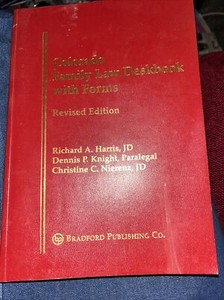 Colorado
Family Law Deskbook
with Forms
Revised Edition
Richard A. Harris, JD
Dennis P. Knight, Paralegal
Christine C. Nierenz, JD
BRADFORD PUBLISHING CO.